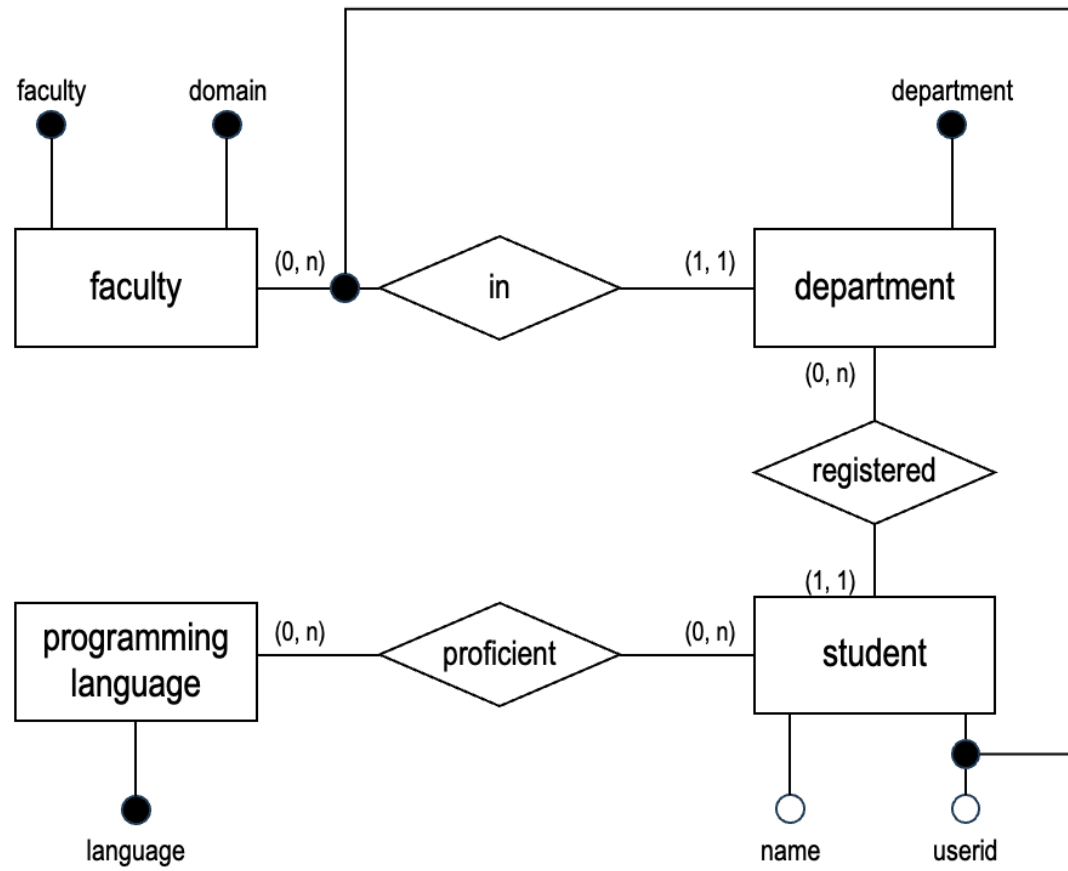 faculty
domain
department
faculty
(0, n)
in
(1, 1)
department
(0, n)
registered
(1, 1)
programming
language
(0, n)
proficient
(0, n)
student
language
name
userid